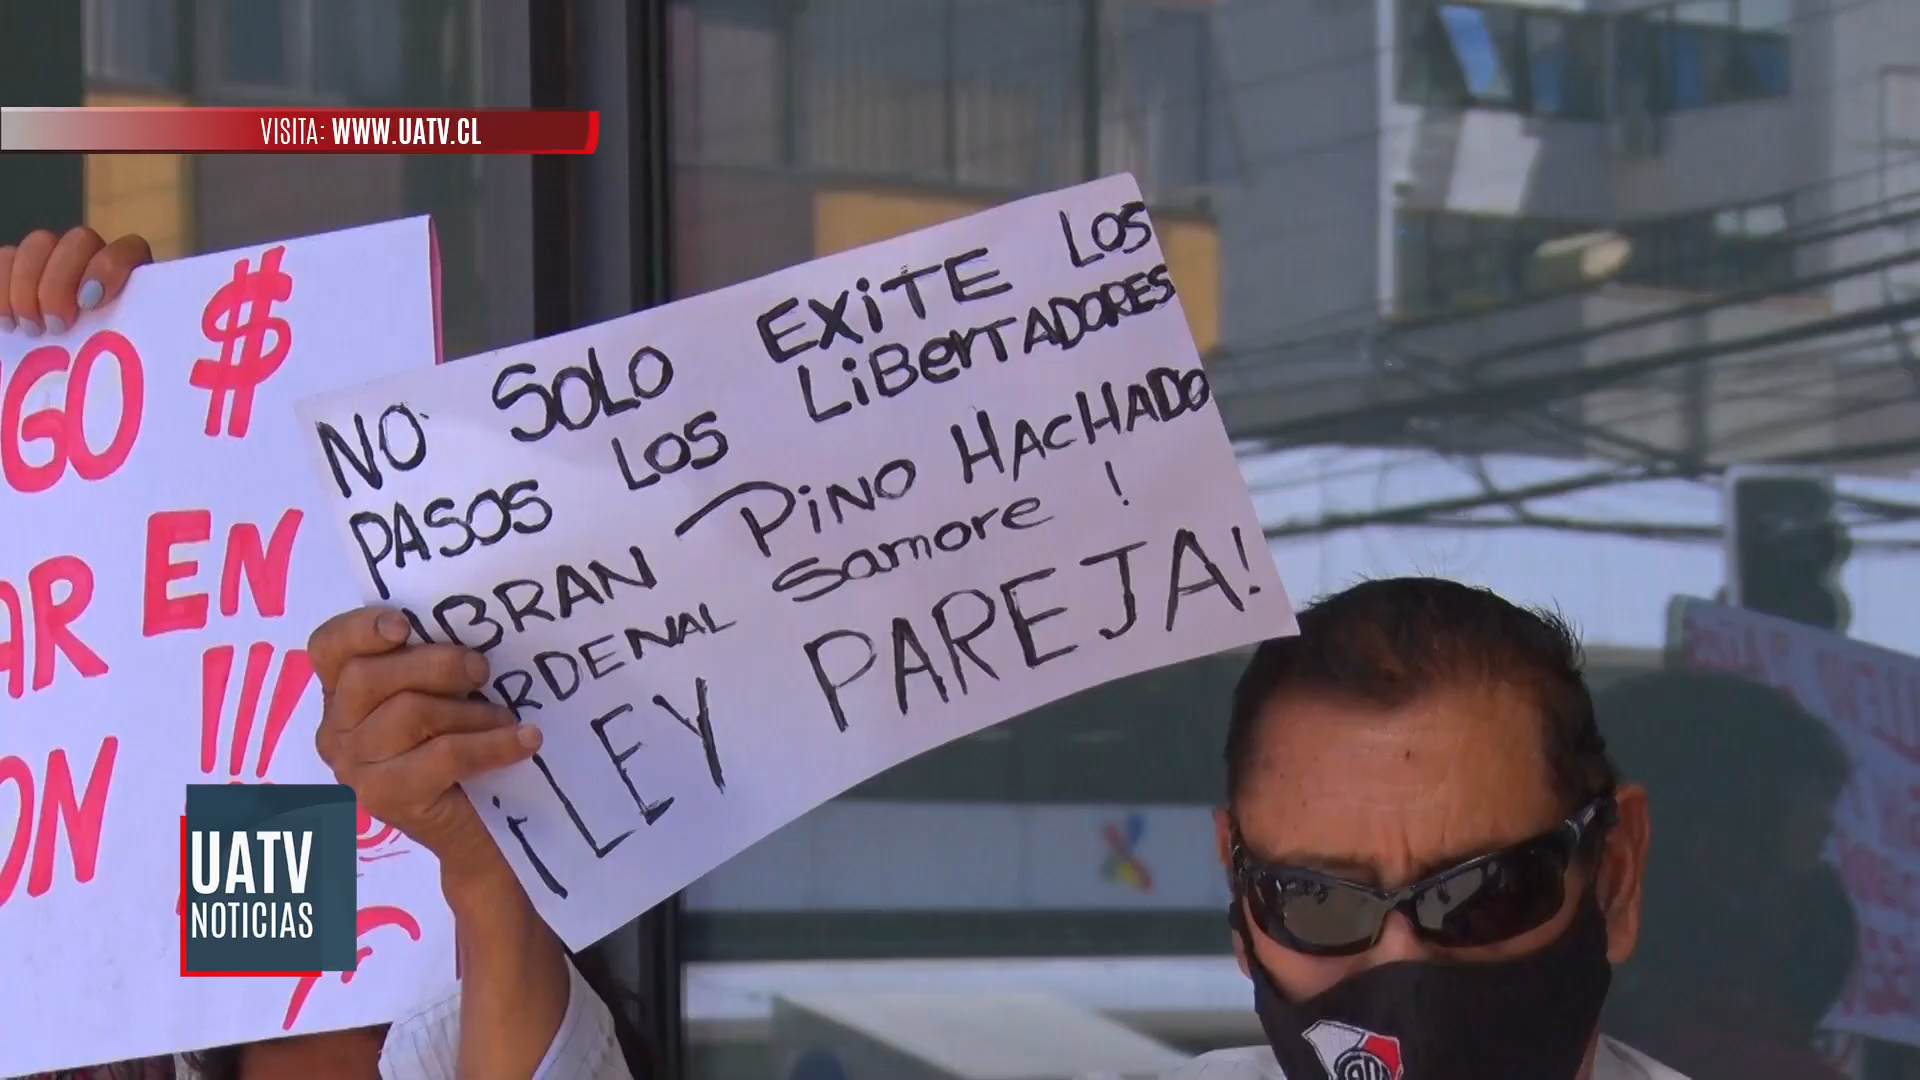 VISITA: WWW.UATV.CL
GO $
AR EN
ON !!!
NO SOLO EXiTE LOS
PASOS LOS LiBERTADORES
ABRAN PiNO HACHADO
RDENAL Samore !
¡LEY PAREJA!
UATV
NOTICIAS